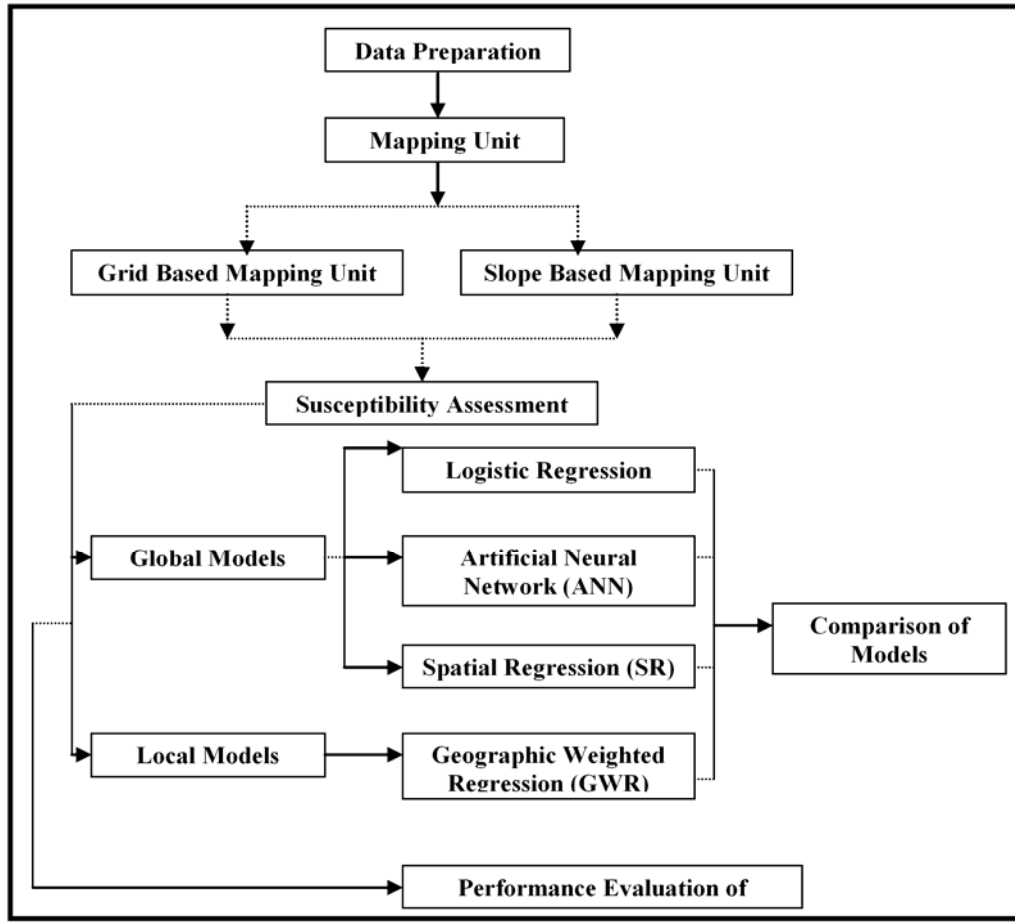 Data Preparation
Mapping Unit
Grid Based Mapping Unit
Slope Based Mapping Unit
Susceptibility Assessment
Logistic Regression
Global Models
Artificial Neural
Network (ANN)
Comparison of
Models
Spatial Regression (SR)
Local Models
Geographic Weighted
Regression (GWR)
Performance Evaluation of